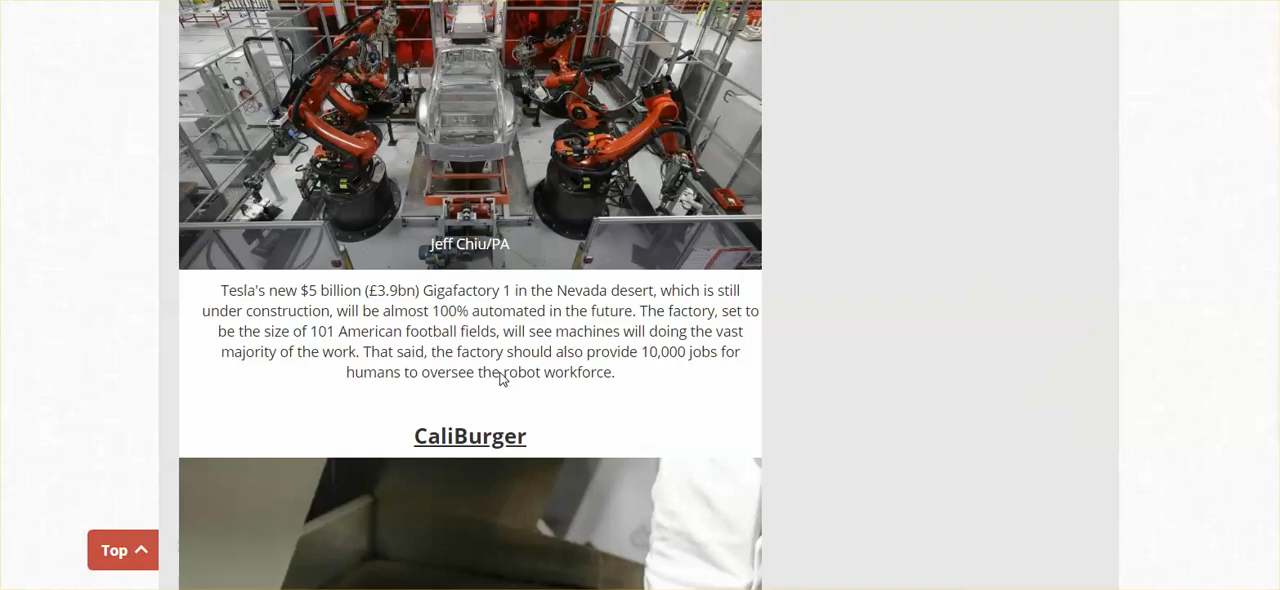 Jeff Chiu/PA
Tesla's new $5 billion (£3.9bn) Gigafactory 1 in the Nevada desert, which is still
under construction, will be almost 100% automated in the future. The factory, set to
be the size of 101 American football fields, will see machines will doing the vast
majority of the work. That said, the factory should also provide 10,000 jobs for
humans to oversee the robot workforce.
CaliBurger
Top